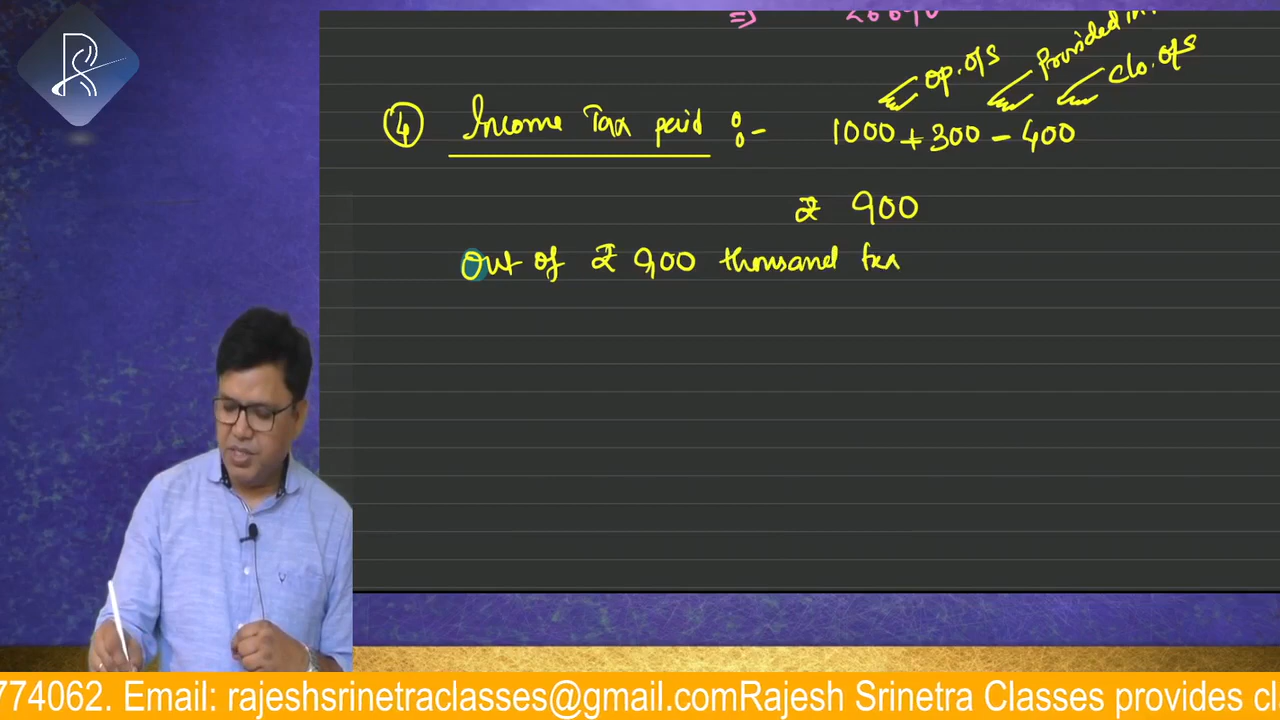 ⇒
Op. o/s
Provided in
Clo. o/s
④ Income Tax paid :- 1000 + 300 - 400
₹ 900
Out of ₹ 900 thousand tax
774062. Email: rajeshsrinetraclasses@gmail.comRajesh Srinetra Classes provides cl